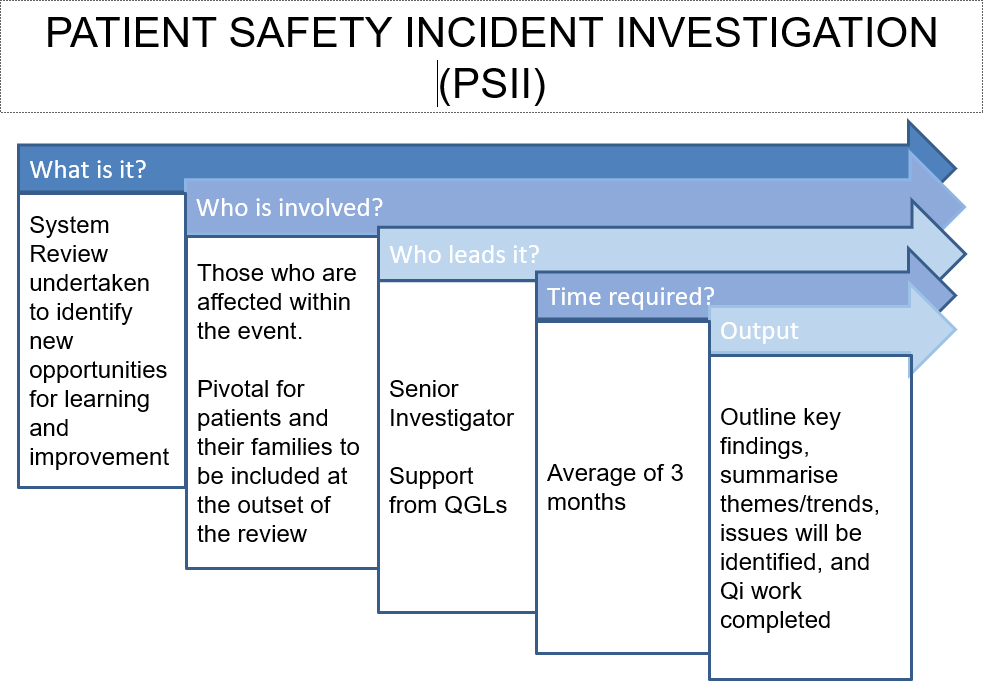 PATIENT SAFETY INCIDENT INVESTIGATION
(PSII)
What is it?
System
Review
undertaken
to identify
new
opportunities
for learning
and
improvement
Who is involved?
Those who are
affected within
the event.
Pivotal for
patients and
their families to
be included at
the outset of
the review
Who leads it?
Senior
Investigator
Support
from QGLs
Time required?
Average of 3
months
Output
Outline key
findings,
summarise
themes/trends,
issues will be
identified, and
Qi work
completed